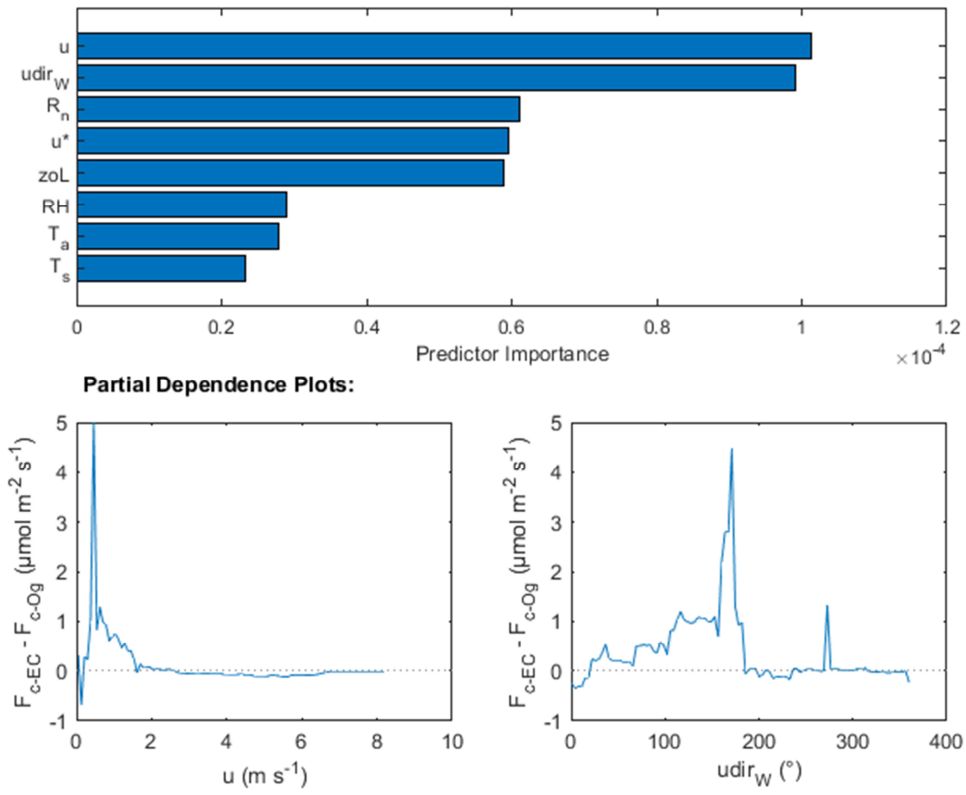 u
udir_W
R_n
u*
zoL
RH
T_a
T_s
0 0.2 0.4 0.6 0.8 1 1.2
Predictor Importance ×10^-4
Partial Dependence Plots:
F_c-EC - F_c-Og (μmol m^-2 s^-1)
5
4
3
2
1
0
-1
0 2 4 6 8 10
u (m s^-1)
F_c-EC - F_c-Og (μmol m^-2 s^-1)
5
4
3
2
1
0
-1
0 100 200 300 400
udir_W (°)